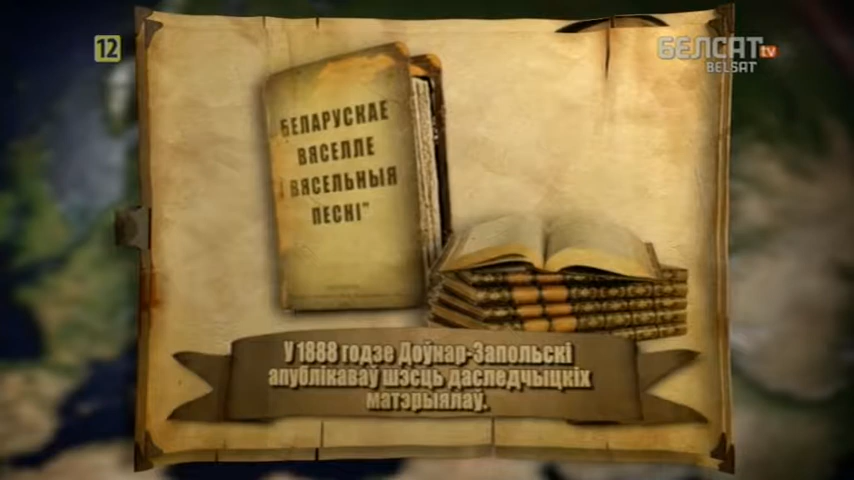 12
БЕЛСАТ tv
BELSAT
БЕЛАРУСКАЕ
ВЯСЕЛЛЕ
І ВЯСЕЛЬНЫЯ
ПЕСНІ"
У 1888 годзе Доўнар-Запольскі
апублікаваў шэсць даследчыцкіх
матэрыялаў.